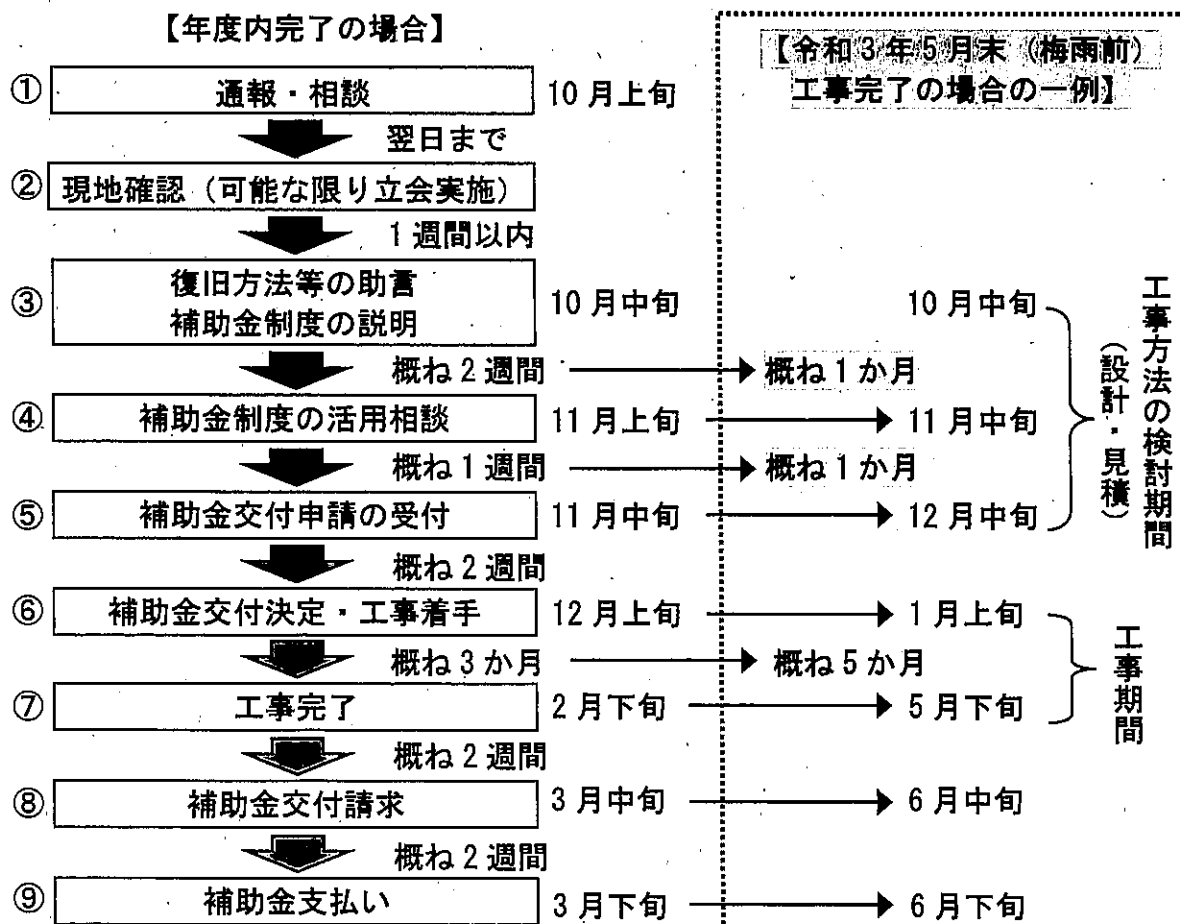 【年度内完了の場合】
【令和3年5月末(梅雨前)
工事完了の場合の一例】
① 通報・相談 10月上旬
翌日まで
② 現地確認(可能な限り立会実施)
1週間以内
③ 復旧方法等の助言
補助金制度の説明 10月中旬 10月中旬
概ね2週間 概ね1か月
④ 補助金制度の活用相談 11月上旬 11月中旬
概ね1週間 概ね1か月
⑤ 補助金交付申請の受付 11月中旬 12月中旬
工事方法の検討期間
(設計・見積)
概ね2週間
⑥ 補助金交付決定・工事着手 12月上旬 1月上旬
概ね3か月 概ね5か月
⑦ 工事完了 2月下旬 5月下旬
工事期間
概ね2週間
⑧ 補助金交付請求 3月中旬 6月中旬
概ね2週間
⑨ 補助金支払い 3月下旬 6月下旬